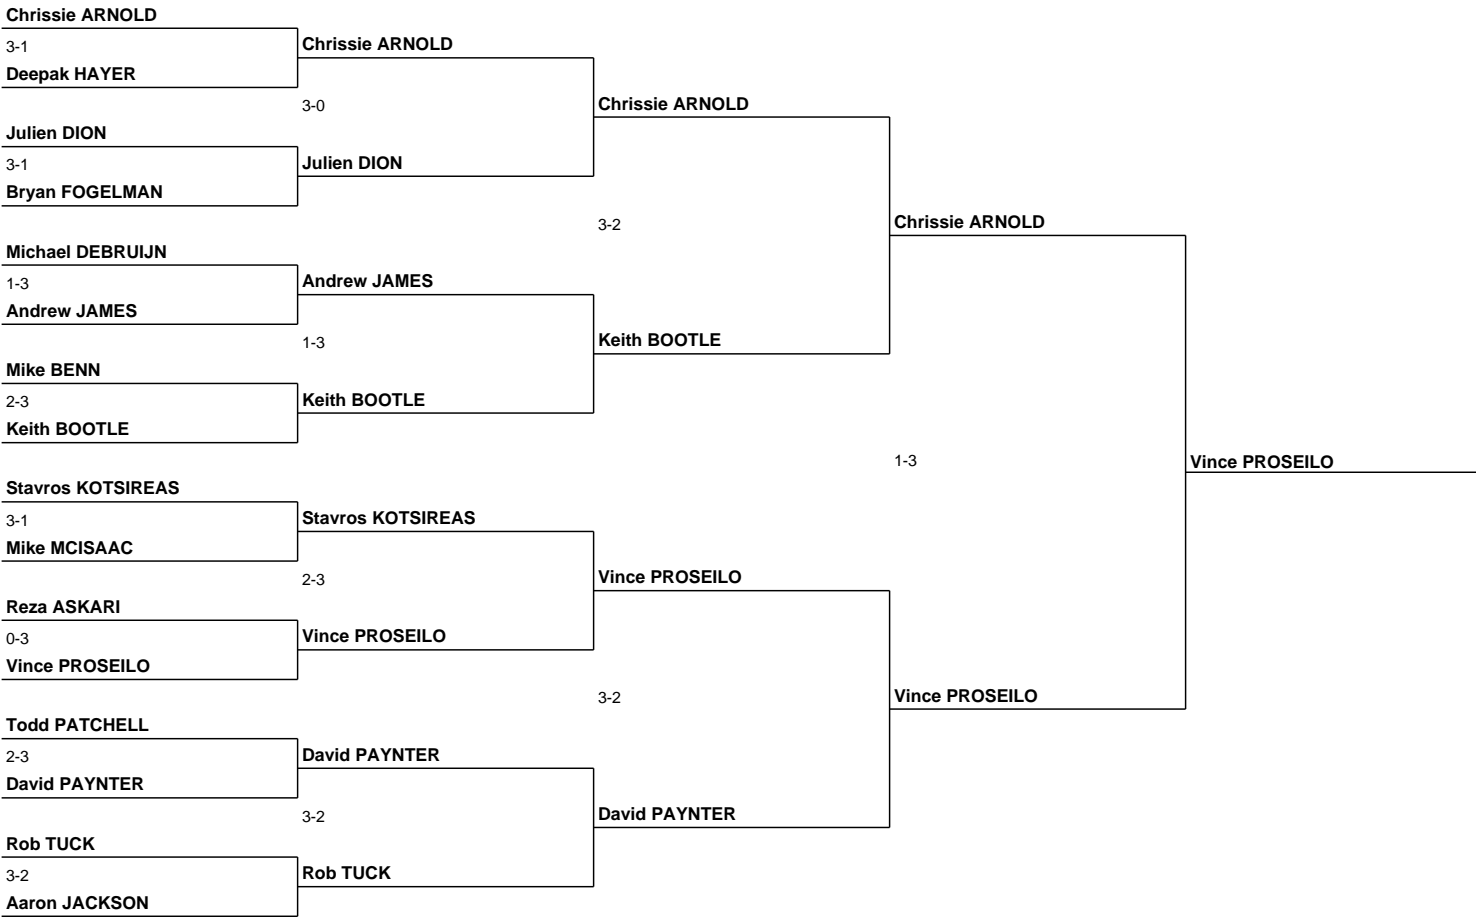 Chrissie ARNOLD
3-1
Deepak HAYER
Julien DION
3-1
Bryan FOGELMAN
Michael DEBRUIJN
1-3
Andrew JAMES
Mike BENN
2-3
Keith BOOTLE
Stavros KOTSIREAS
3-1
Mike MCISAAC
Reza ASKARI
0-3
Vince PROSEILO
Todd PATCHELL
2-3
David PAYNTER
Rob TUCK
3-2
Aaron JACKSON
Chrissie ARNOLD
3-0
Julien DION
Andrew JAMES
1-3
Keith BOOTLE
Stavros KOTSIREAS
2-3
Vince PROSEILO
David PAYNTER
3-2
Rob TUCK
Chrissie ARNOLD
3-2
Keith BOOTLE
Vince PROSEILO
3-2
David PAYNTER
Chrissie ARNOLD
1-3
Vince PROSEILO
Vince PROSEILO